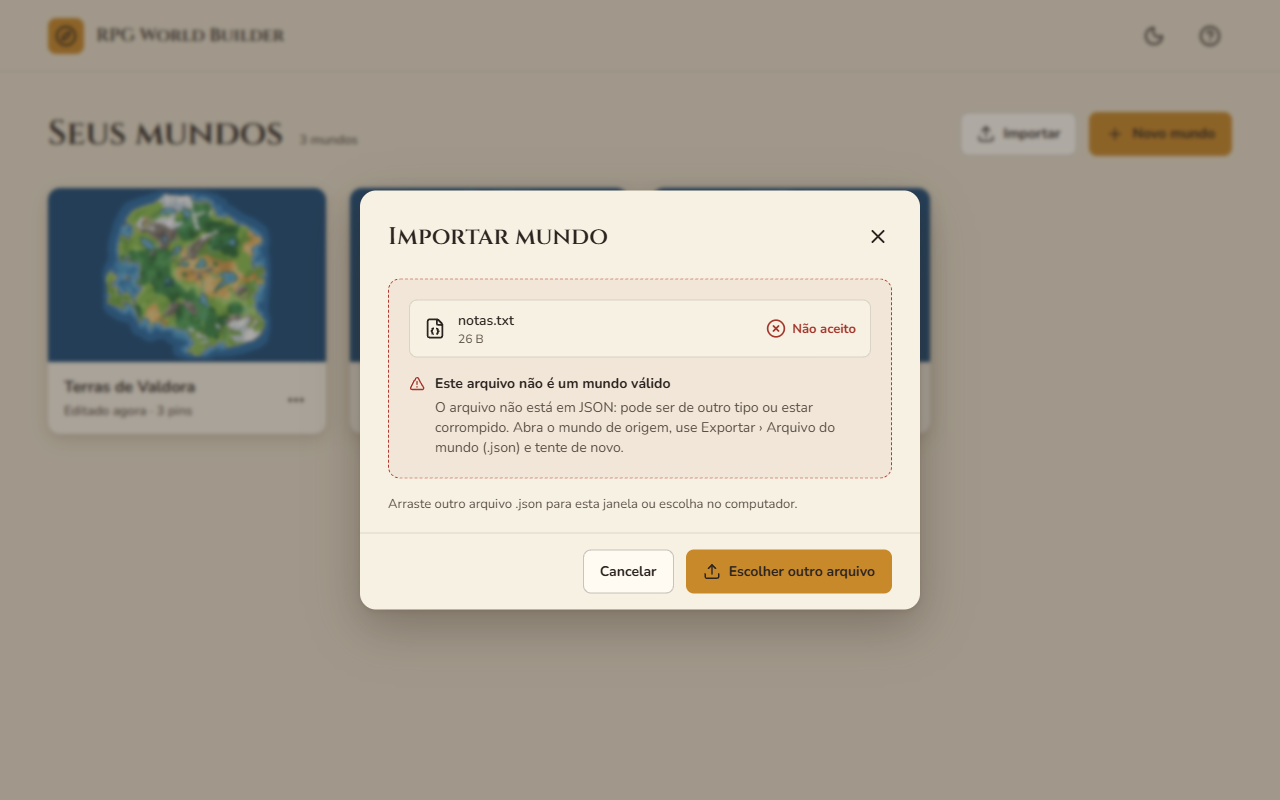 RPG World Builder
Seus mundos
3 mundos
Importar
Novo mundo
Terras de Valdora
Editado agora · 3 pins
Importar mundo
notas.txt
26 B
Não aceito
Este arquivo não é um mundo válido
O arquivo não está em JSON: pode ser de outro tipo ou estar
corrompido. Abra o mundo de origem, use Exportar › Arquivo do
mundo (.json) e tente de novo.
Arraste outro arquivo .json para esta janela ou escolha no computador.
Cancelar
Escolher outro arquivo